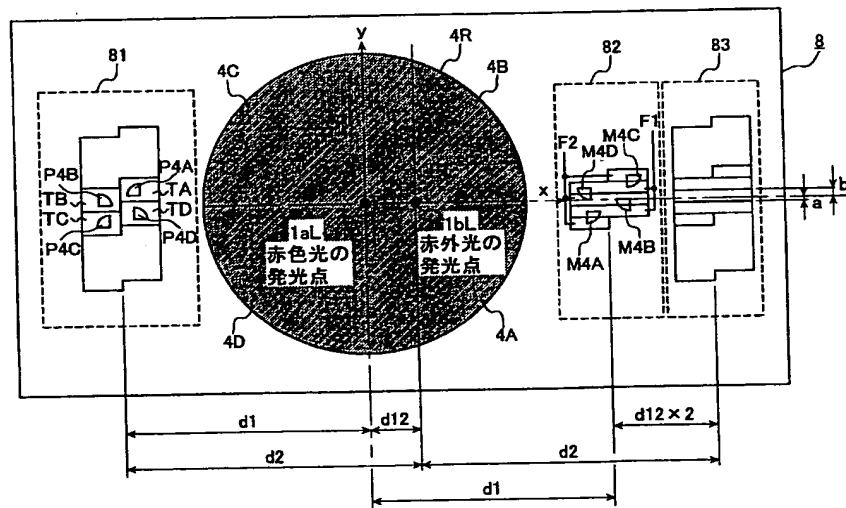 81
4C
y
4R
4B
82
83
8
P4B
P4A
TB
TA
TC
TD
P4C
P4D
1aL
赤色光の
発光点
1bL
赤外光の
発光点
x
F2
F1
M4D
M4C
M4A
M4B
b
a
4D
4A
d1
d12
d12×2
d2
d2
d1